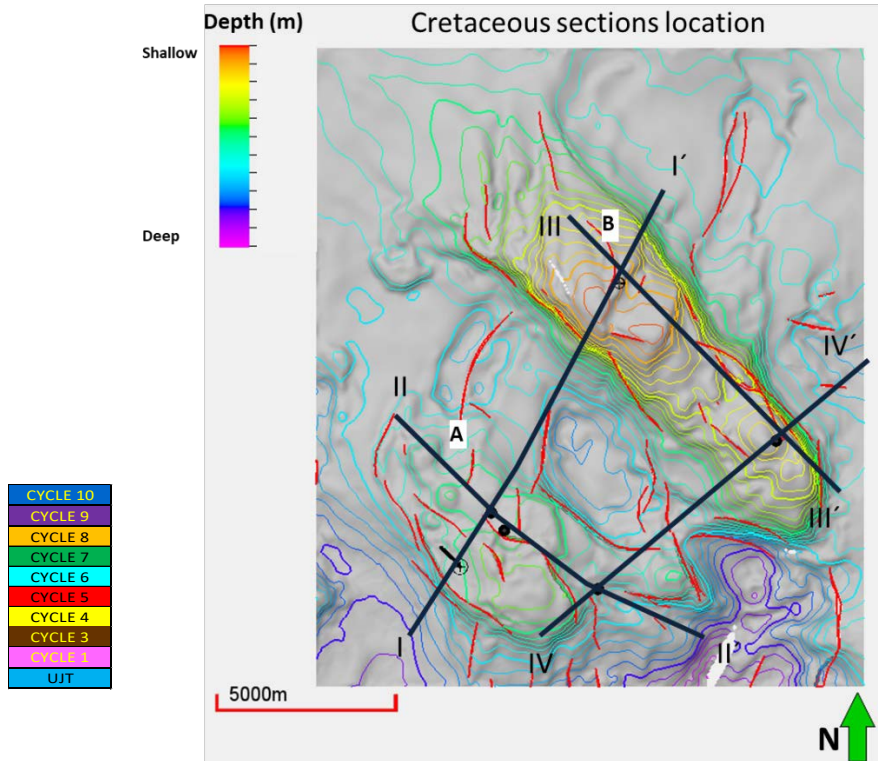 Depth (m)
Cretaceous sections location
Shallow
Deep
I´
III
B
IV´
II
A
III´
I
IV
II´
CYCLE 10
CYCLE 9
CYCLE 8
CYCLE 7
CYCLE 6
CYCLE 5
CYCLE 4
CYCLE 3
CYCLE 1
UJT
5000m
N